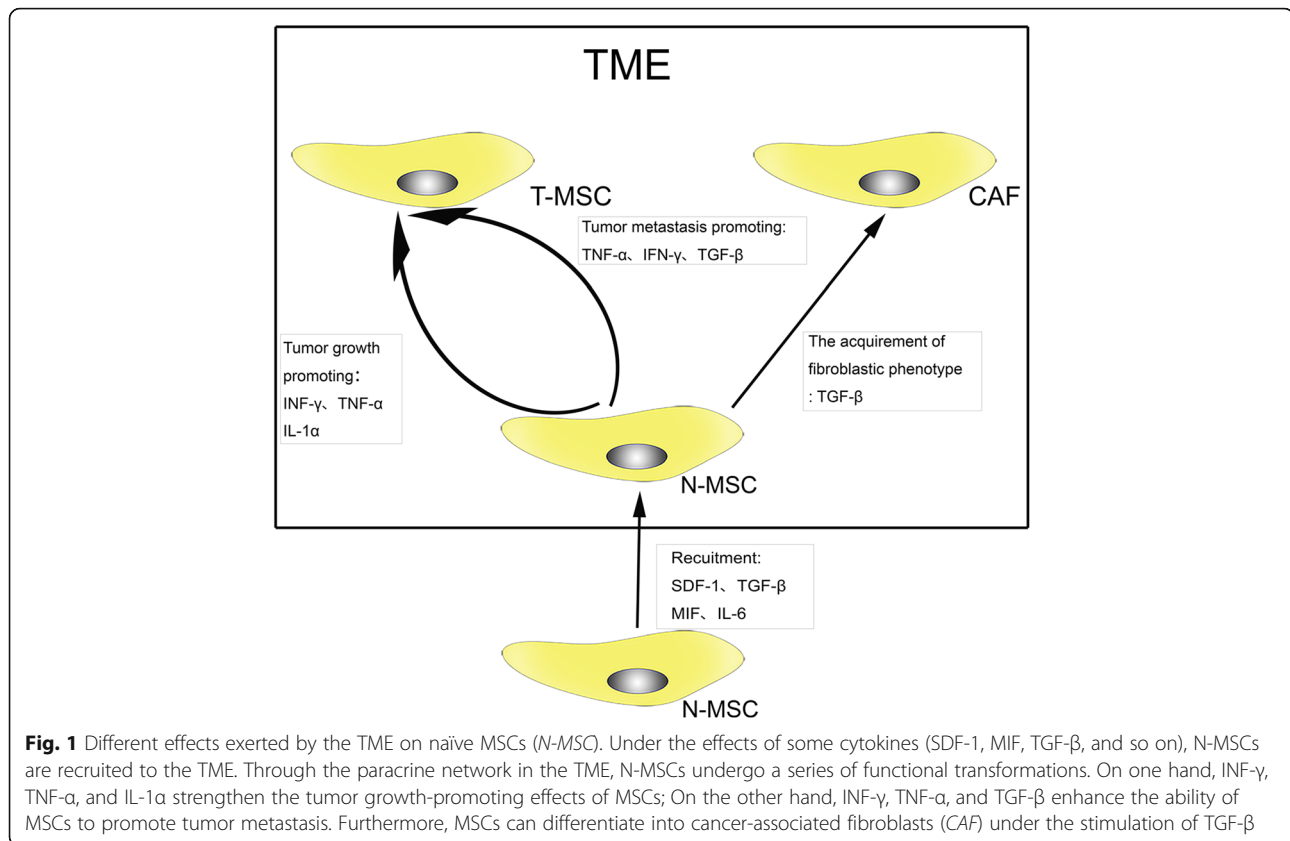 TME
T-MSC
CAF
Tumor metastasis promoting:
TNF-α、IFN-γ、TGF-β
Tumor growth
promoting：
INF-γ、TNF-α
IL-1α
The acquirement of
fibroblastic phenotype
: TGF-β
N-MSC
Recuitment:
SDF-1、TGF-β
MIF、IL-6
N-MSC
Fig. 1 Different effects exerted by the TME on naïve MSCs (N-MSC). Under the effects of some cytokines (SDF-1, MIF, TGF-β, and so on), N-MSCs
are recruited to the TME. Through the paracrine network in the TME, N-MSCs undergo a series of functional transformations. On one hand, INF-γ,
TNF-α, and IL-1α strengthen the tumor growth-promoting effects of MSCs; On the other hand, INF-γ, TNF-α, and TGF-β enhance the ability of
MSCs to promote tumor metastasis. Furthermore, MSCs can differentiate into cancer-associated fibroblasts (CAF) under the stimulation of TGF-β